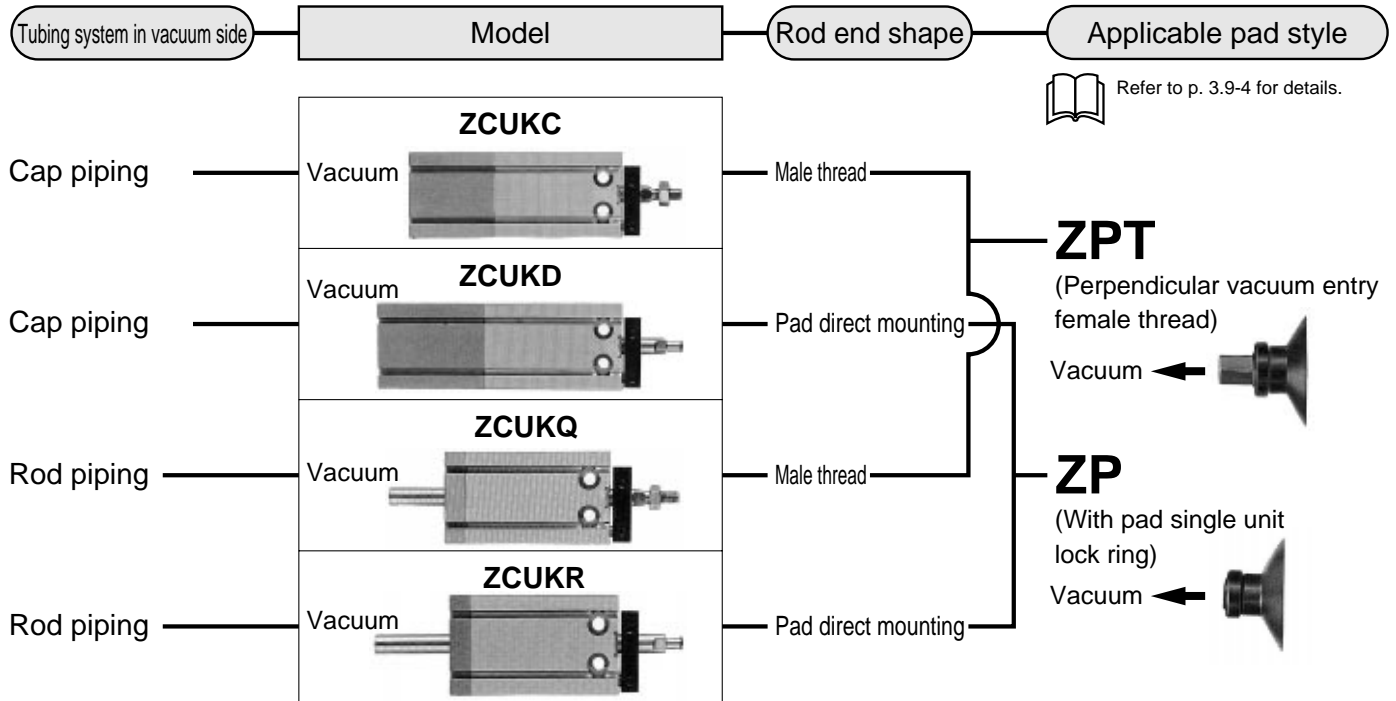 Tubing system in vacuum side
Model
Rod end shape
Applicable pad style
Refer to p. 3.9-4 for details.
ZCUKC
Cap piping
Vacuum
Male thread
ZPT
(Perpendicular vacuum entry
female thread)
Vacuum
ZCUKD
Vacuum
Cap piping
Pad direct mounting
ZCUKQ
Rod piping
Vacuum
Male thread
ZP
(With pad single unit
lock ring)
Vacuum
ZCUKR
Rod piping
Vacuum
Pad direct mounting